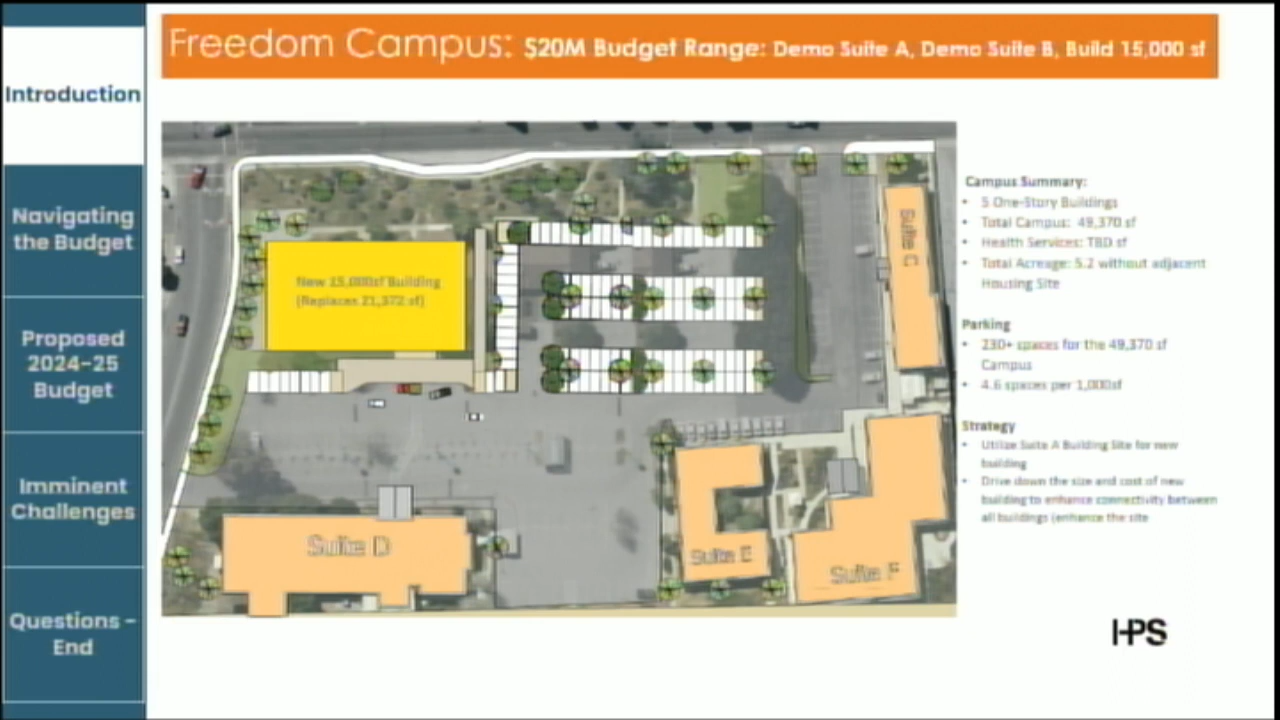 Freedom Campus: $20M Budget Range: Demo Suite A, Demo Suite B, Build 15,000 sf
Introduction
Navigating
the Budget
Proposed
2024-25
Budget
Imminent
Challenges
Questions -
End
New 15,000sf Building
(Replaces 21,372 sf)
Suite C
Suite D
Suite E
Suite F
Campus Summary:
• 5 One-Story Buildings
• Total Campus: 49,370 sf
• Health Services: TBD sf
• Total Acreage: 5.2 without adjacent
Housing Site
Parking
• 230+ spaces for the 49,370 sf
Campus
• 4.6 spaces per 1,000sf
Strategy
• Utilize Suite A Building Site for new
building
• Drive down the size and cost of new
building to enhance connectivity between
all buildings (enhance the site
HPS